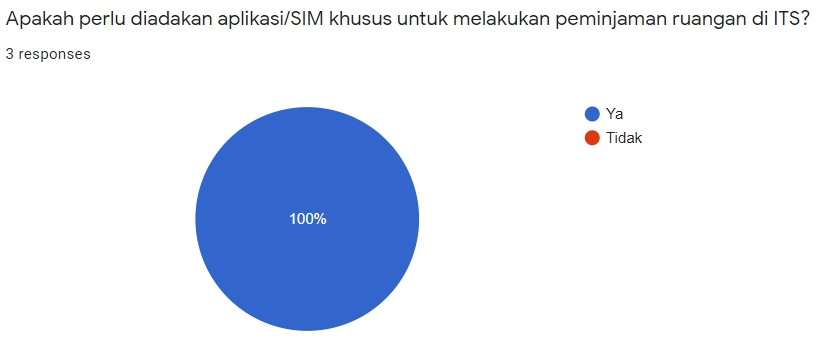 Apakah perlu diadakan aplikasi/SIM khusus untuk melakukan peminjaman ruangan di ITS?
3 responses
100%
Ya
Tidak